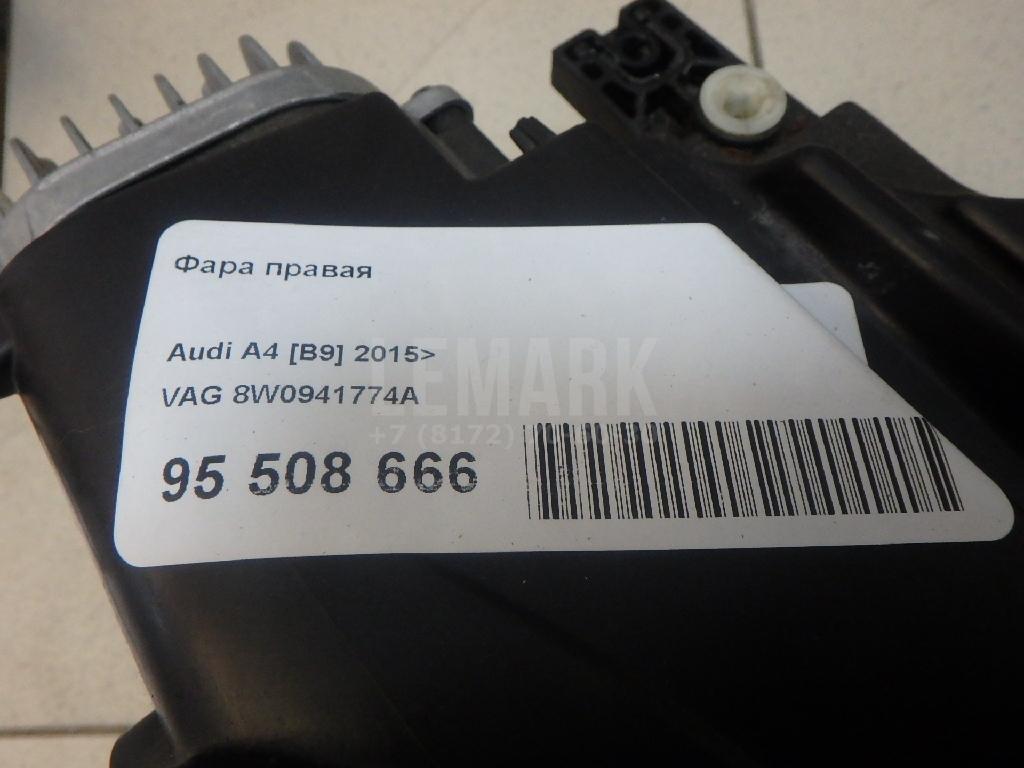 Фара правая
Audi A4 [B9] 2015>
VAG 8W0941774A
LEMARK
+7 (8172)
95 508 666